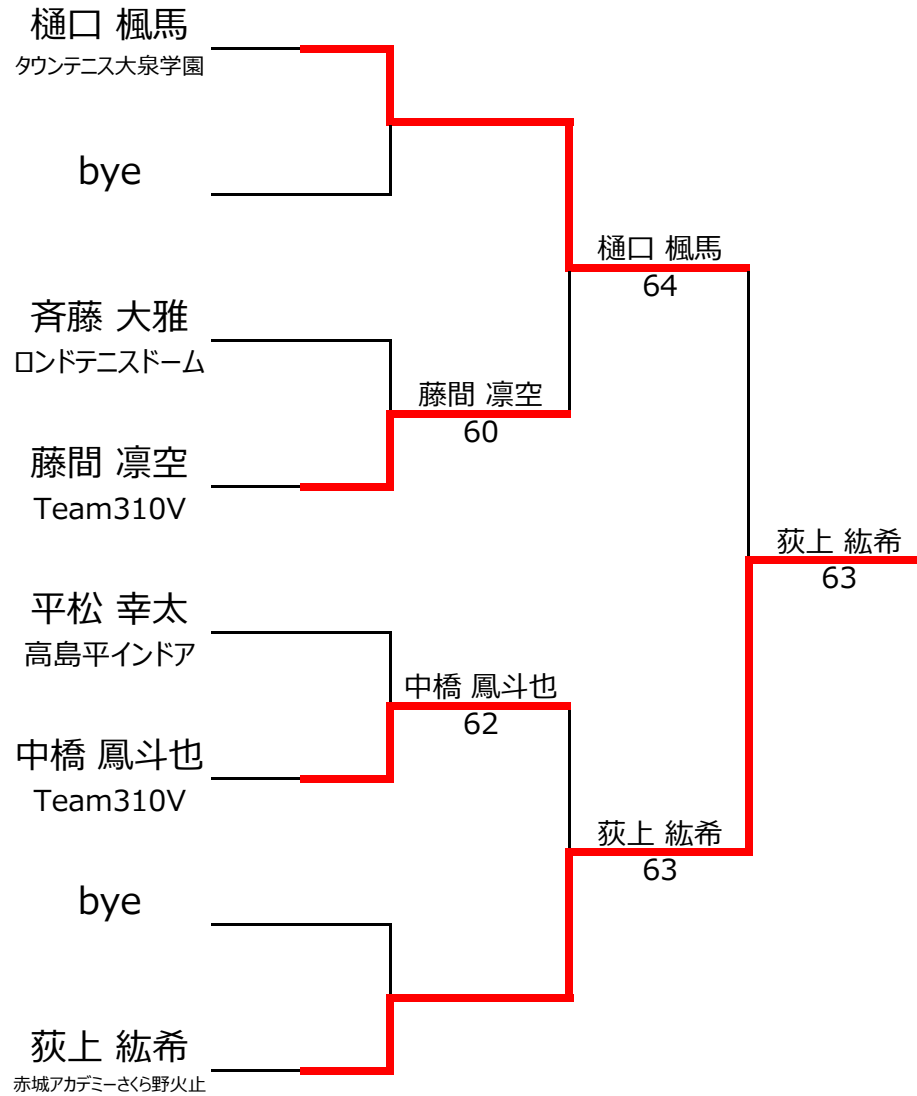 樋口 楓馬
タウンテニス大泉学園
bye
斉藤 大雅
ロンドテニスドーム
藤間 凛空
Team310V
平松 幸太
高島平インドア
中橋 鳳斗也
Team310V
bye
荻上 紘希
赤城アカデミーさくら野火止
藤間 凛空
60
中橋 鳳斗也
62
樋口 楓馬
64
荻上 紘希
63
荻上 紘希
63